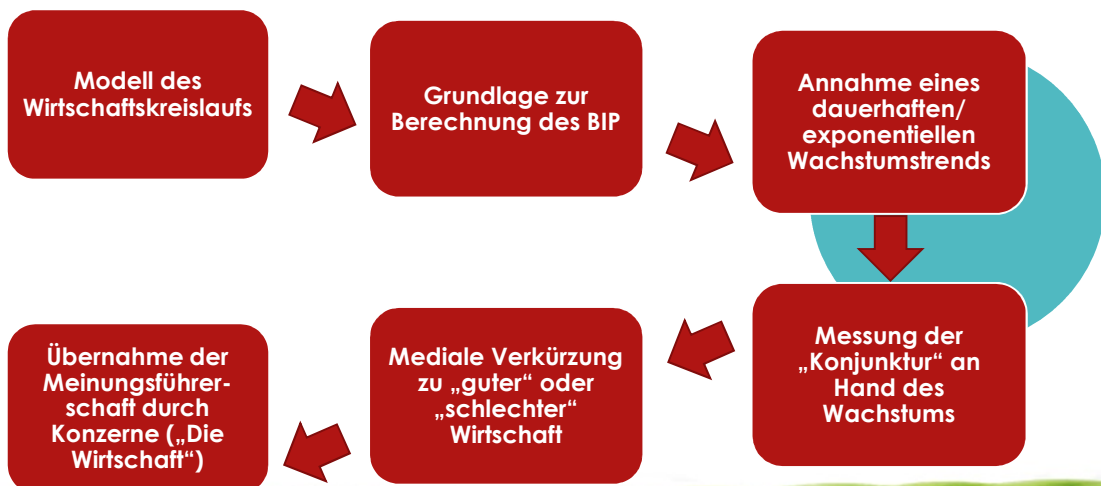 Modell des
Wirtschaftskreislaufs
Grundlage zur
Berechnung des BIP
Annahme eines
dauerhaften/
exponentiellen
Wachstumstrends
Messung der
„Konjunktur“ an
Hand des
Wachstums
Mediale Verkürzung
zu „guter“ oder
„schlechter“
Wirtschaft
Übernahme der
Meinungsführer-
schaft durch
Konzerne („Die
Wirtschaft“)